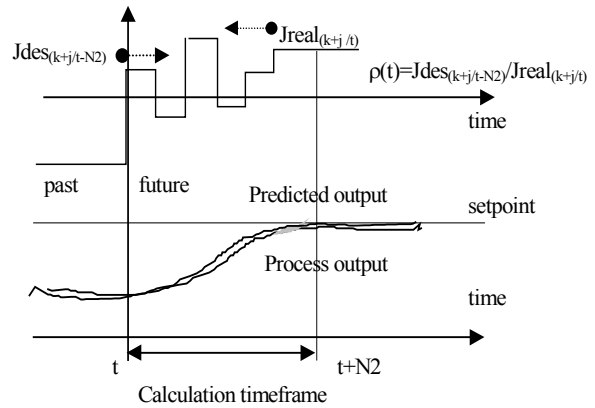 Jdes(k+j/t-N2)
Jreal(k+j/t)
ρ(t)=Jdes(k+j/t-N2)/Jreal(k+j/t)
time
past
future
Predicted output
setpoint
Process output
time
t
t+N2
Calculation timeframe